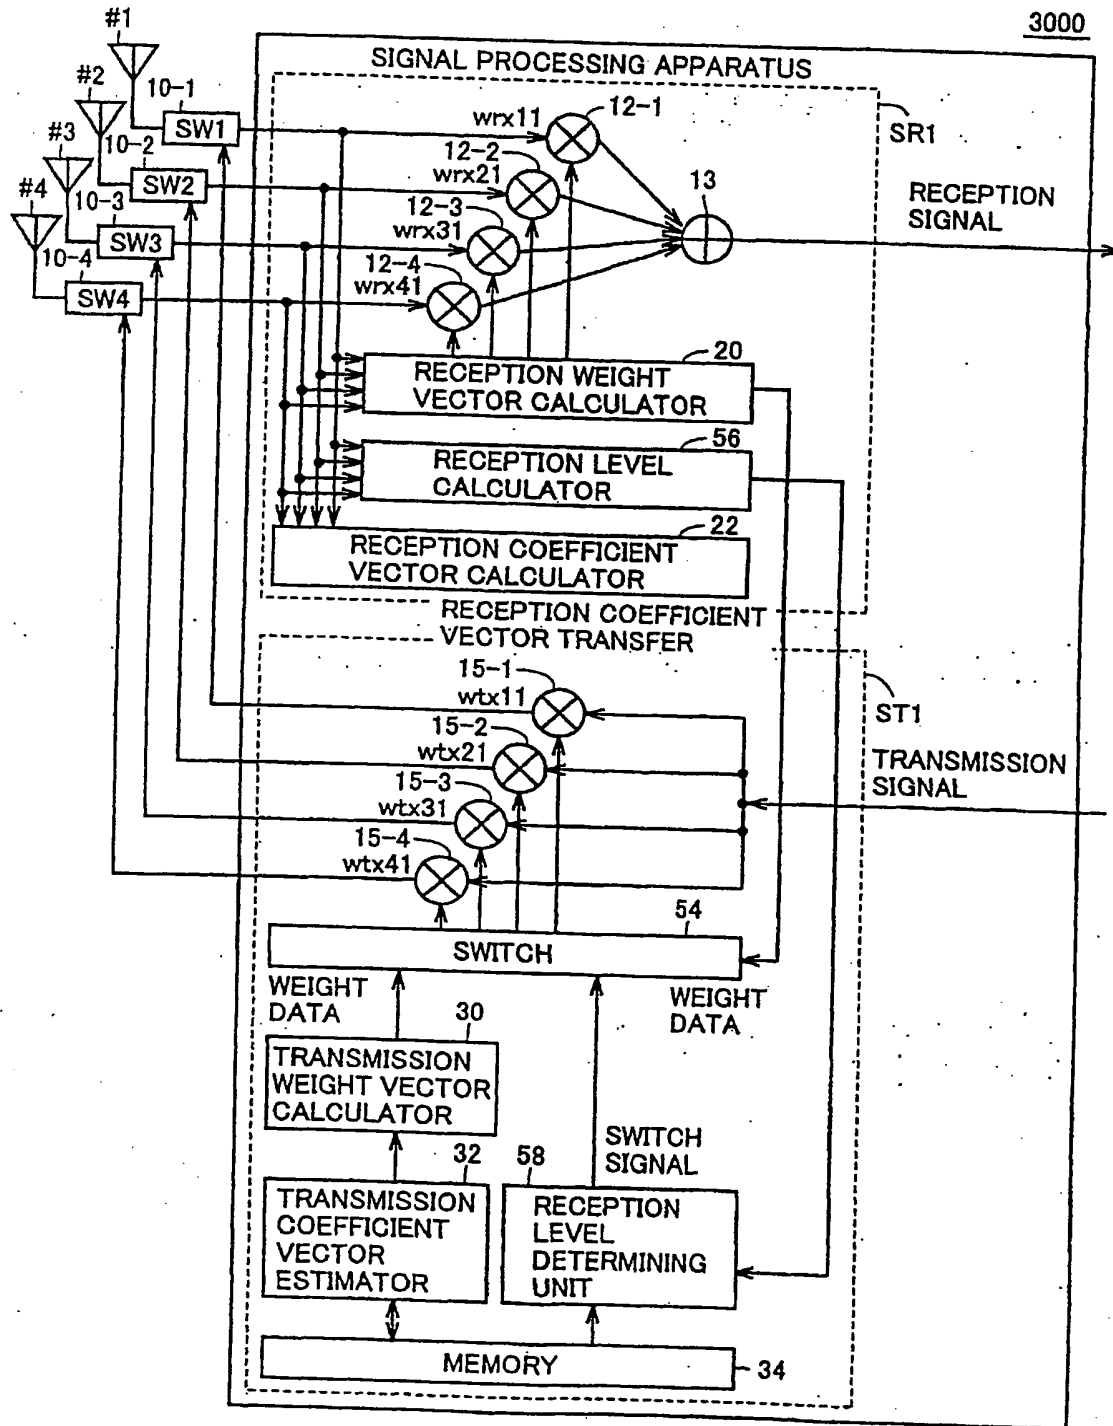 3000
#1
SIGNAL PROCESSING APPARATUS
#2
10-1
SW1
wrx11
12-1
SR1
#3
10-2
SW2
12-2
wrx21
#4
10-3
SW3
12-3
wrx31
13
RECEPTION
SIGNAL
10-4
SW4
12-4
wrx41
20
RECEPTION WEIGHT
VECTOR CALCULATOR
56
RECEPTION LEVEL
CALCULATOR
22
RECEPTION COEFFICIENT
VECTOR CALCULATOR
RECEPTION COEFFICIENT
VECTOR TRANSFER
15-1
wtx11
ST1
15-2
wtx21
TRANSMISSION
SIGNAL
15-3
wtx31
15-4
wtx41
54
SWITCH
WEIGHT
DATA
WEIGHT
DATA
30
TRANSMISSION
WEIGHT VECTOR
CALCULATOR
SWITCH
SIGNAL
32
TRANSMISSION
COEFFICIENT
VECTOR
ESTIMATOR
58
RECEPTION
LEVEL
DETERMINING
UNIT
MEMORY
34